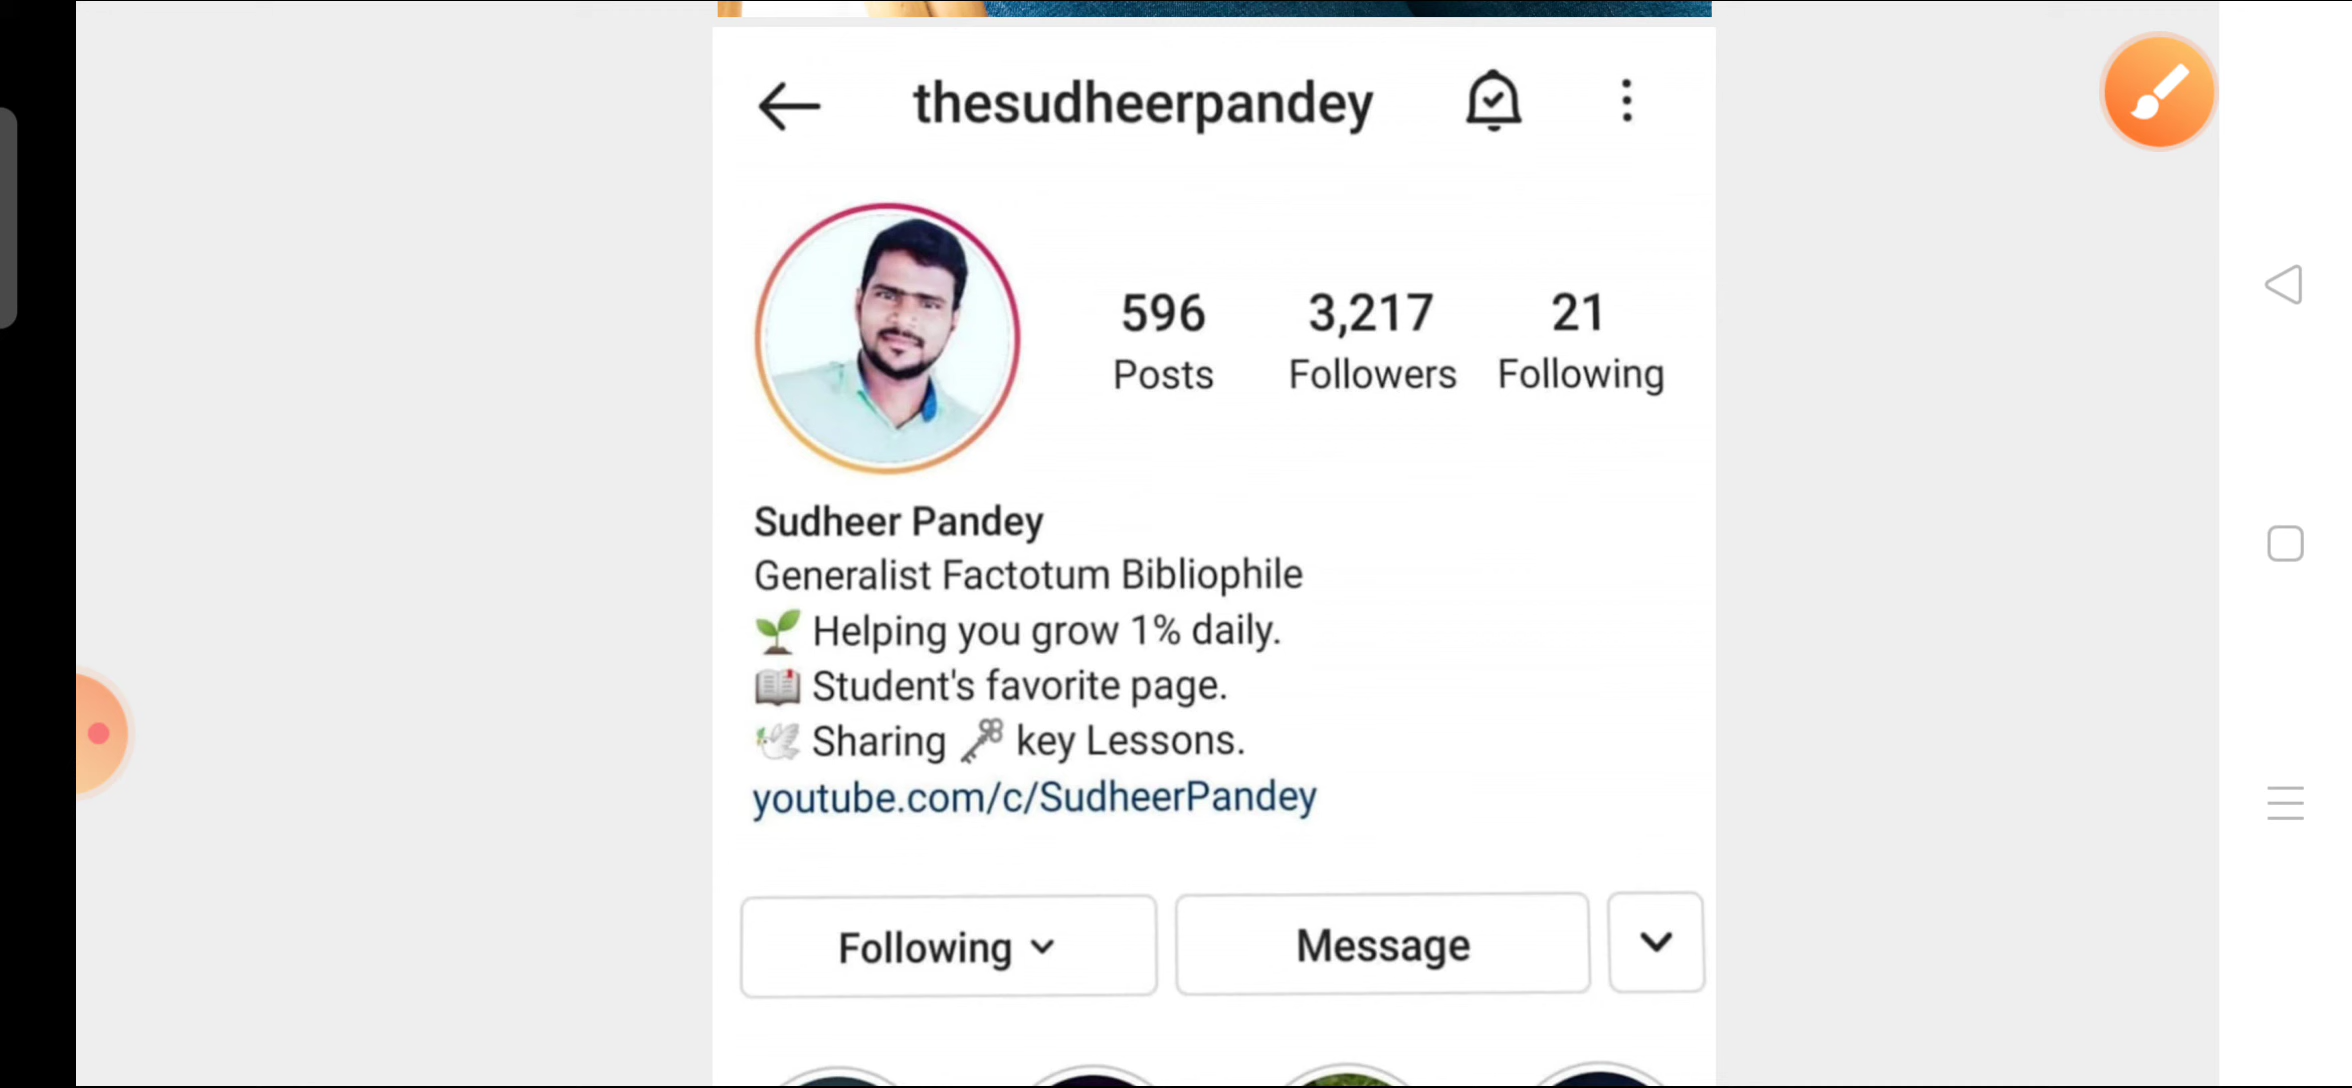 thesudheerpandey
596 3,217 21
Posts Followers Following
Sudheer Pandey
Generalist Factotum Bibliophile
🌱 Helping you grow 1% daily.
📖 Student's favorite page.
🕊 Sharing 🗝 key Lessons.
youtube.com/c/SudheerPandey
Following Message